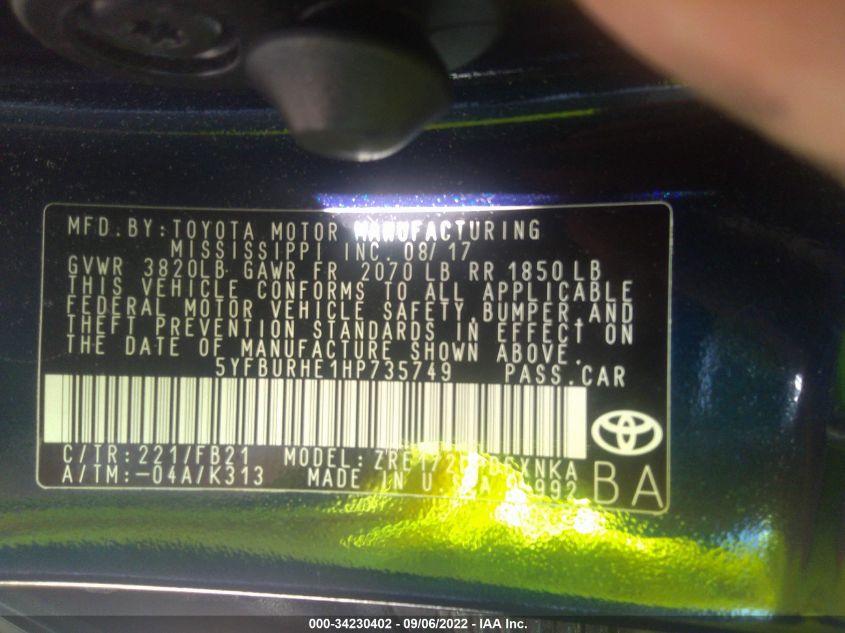 MFD. BY: TOYOTA MOTOR MANUFACTURING
MISSISSIPPI INC. 08/17
GVWR 3820LB GAWR FR 2070 LB RR 1850 LB
THIS VEHICLE CONFORMS TO ALL APPLICABLE
FEDERAL MOTOR VEHICLE SAFETY, BUMPER, AND
THEFT PREVENTION STANDARDS IN EFFECT ON
THE DATE OF MANUFACTURE SHOWN ABOVE.
5YFBURHE1HP735749 PASS. CAR
C/TR: 221/FB21 MODEL:
A/TM: -04A/K313 MADE IN U.S.A.
BA
000-34230402 - 09/06/2022 - IAA Inc.